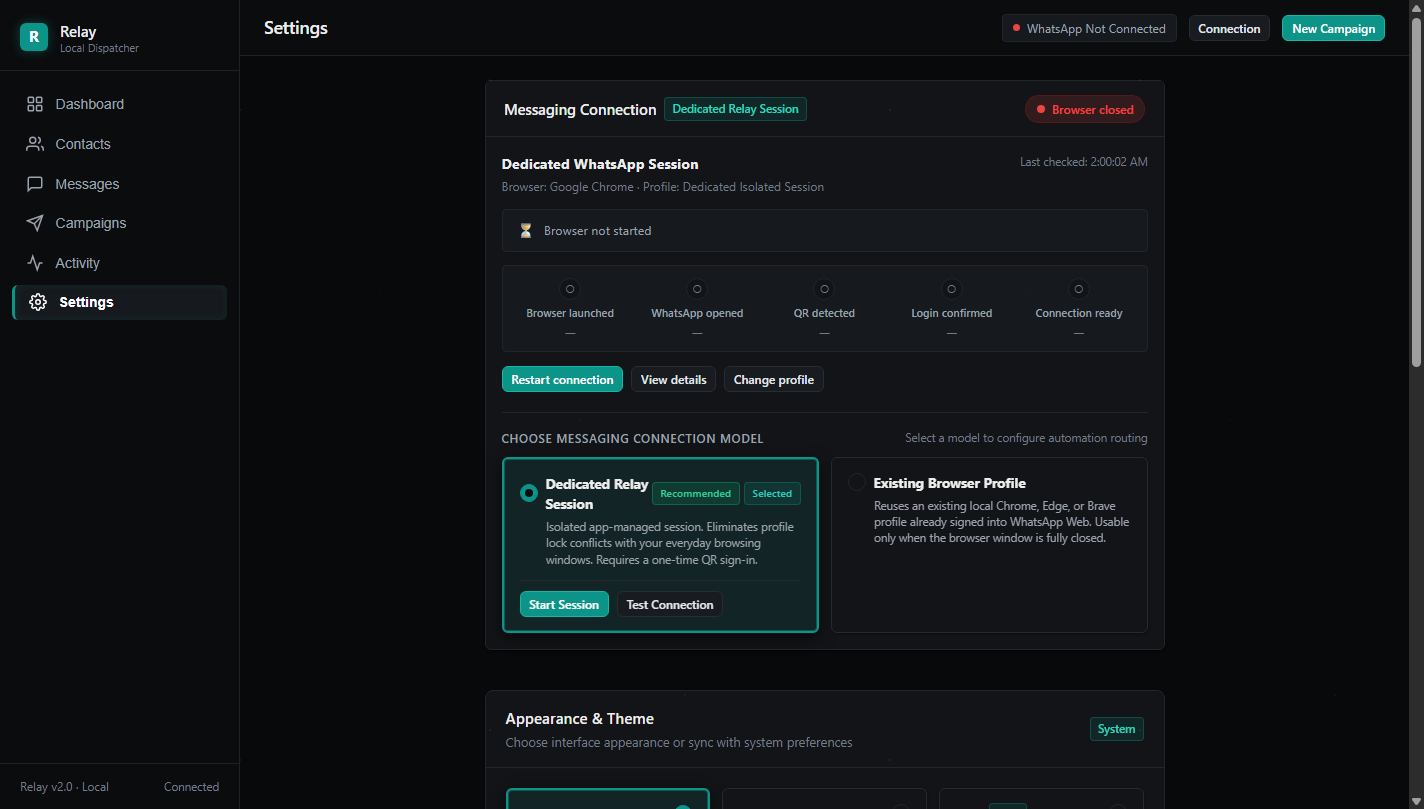 R
Relay
Local Dispatcher
Dashboard
Contacts
Messages
Campaigns
Activity
Settings
Relay v2.0 · Local
Connected
Settings
WhatsApp Not Connected
Connection
New Campaign
Messaging Connection
Dedicated Relay Session
Browser closed
Dedicated WhatsApp Session
Last checked: 2:00:02 AM
Browser: Google Chrome · Profile: Dedicated Isolated Session
Browser not started
Browser launched
—
WhatsApp opened
—
QR detected
—
Login confirmed
—
Connection ready
—
Restart connection
View details
Change profile
CHOOSE MESSAGING CONNECTION MODEL
Select a model to configure automation routing
Dedicated Relay
Session
Recommended
Selected
Isolated app-managed session. Eliminates profile
lock conflicts with your everyday browsing
windows. Requires a one-time QR sign-in.
Start Session
Test Connection
Existing Browser Profile
Reuses an existing local Chrome, Edge, or Brave
profile already signed into WhatsApp Web. Usable
only when the browser window is fully closed.
Appearance & Theme
Choose interface appearance or sync with system preferences
System